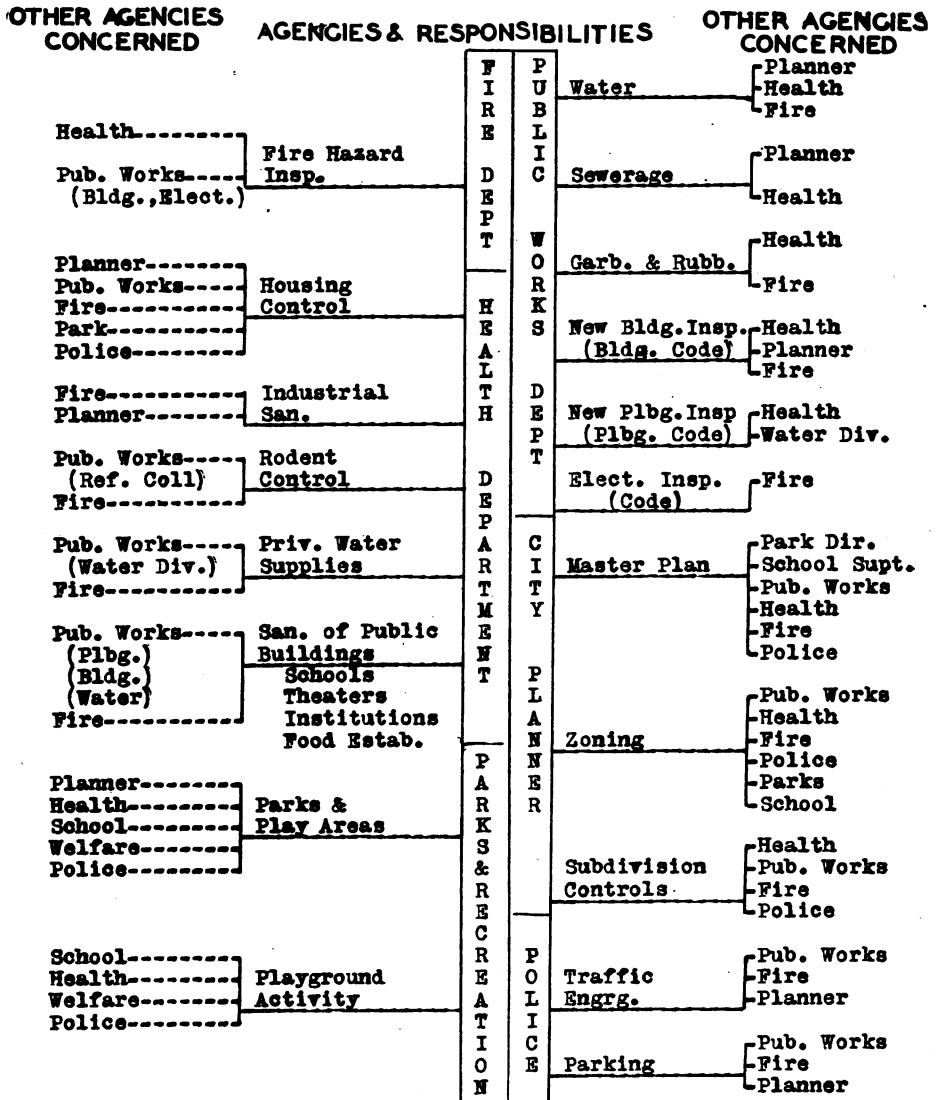 OTHER AGENCIES CONCERNED
AGENCIES & RESPONSIBILITIES
OTHER AGENCIES CONCERNED
FIRE DEPT
Health
Pub. Works
(Bldg.,Elect.)
Fire Hazard
Insp.
HEALTH DEPARTMENT
Planner
Pub. Works
Fire
Park
Police
Housing
Control
Fire
Planner
Industrial
San.
Pub. Works
(Ref. Coll)
Fire
Rodent
Control
Pub. Works
(Water Div.)
Fire
Priv. Water
Supplies
Pub. Works
(Plbg.)
(Bldg.)
(Water)
Fire
San. of Public
Buildings
Schools
Theaters
Institutions
Food Estab.
PARKS & RECREATION
Planner
Health
School
Welfare
Police
Parks &
Play Areas
School
Health
Welfare
Police
Playground
Activity
PUBLIC WORKS DEPT
Water
Planner
Health
Fire
Sewerage
Planner
Health
Garb. & Rubb.
Health
Fire
New Bldg.Insp.
(Bldg. Code)
Health
Planner
Fire
New Plbg.Insp
(Plbg. Code)
Health
Water Div.
Elect. Insp.
(Code)
Fire
CITY PLANNER
Master Plan
Park Dir.
School Supt.
Pub. Works
Health
Fire
Police
Zoning
Pub. Works
Health
Fire
Police
Parks
School
Subdivision
Controls
Health
Pub. Works
Fire
Police
POLICE
Traffic
Engrg.
Pub. Works
Fire
Planner
Parking
Pub. Works
Fire
Planner